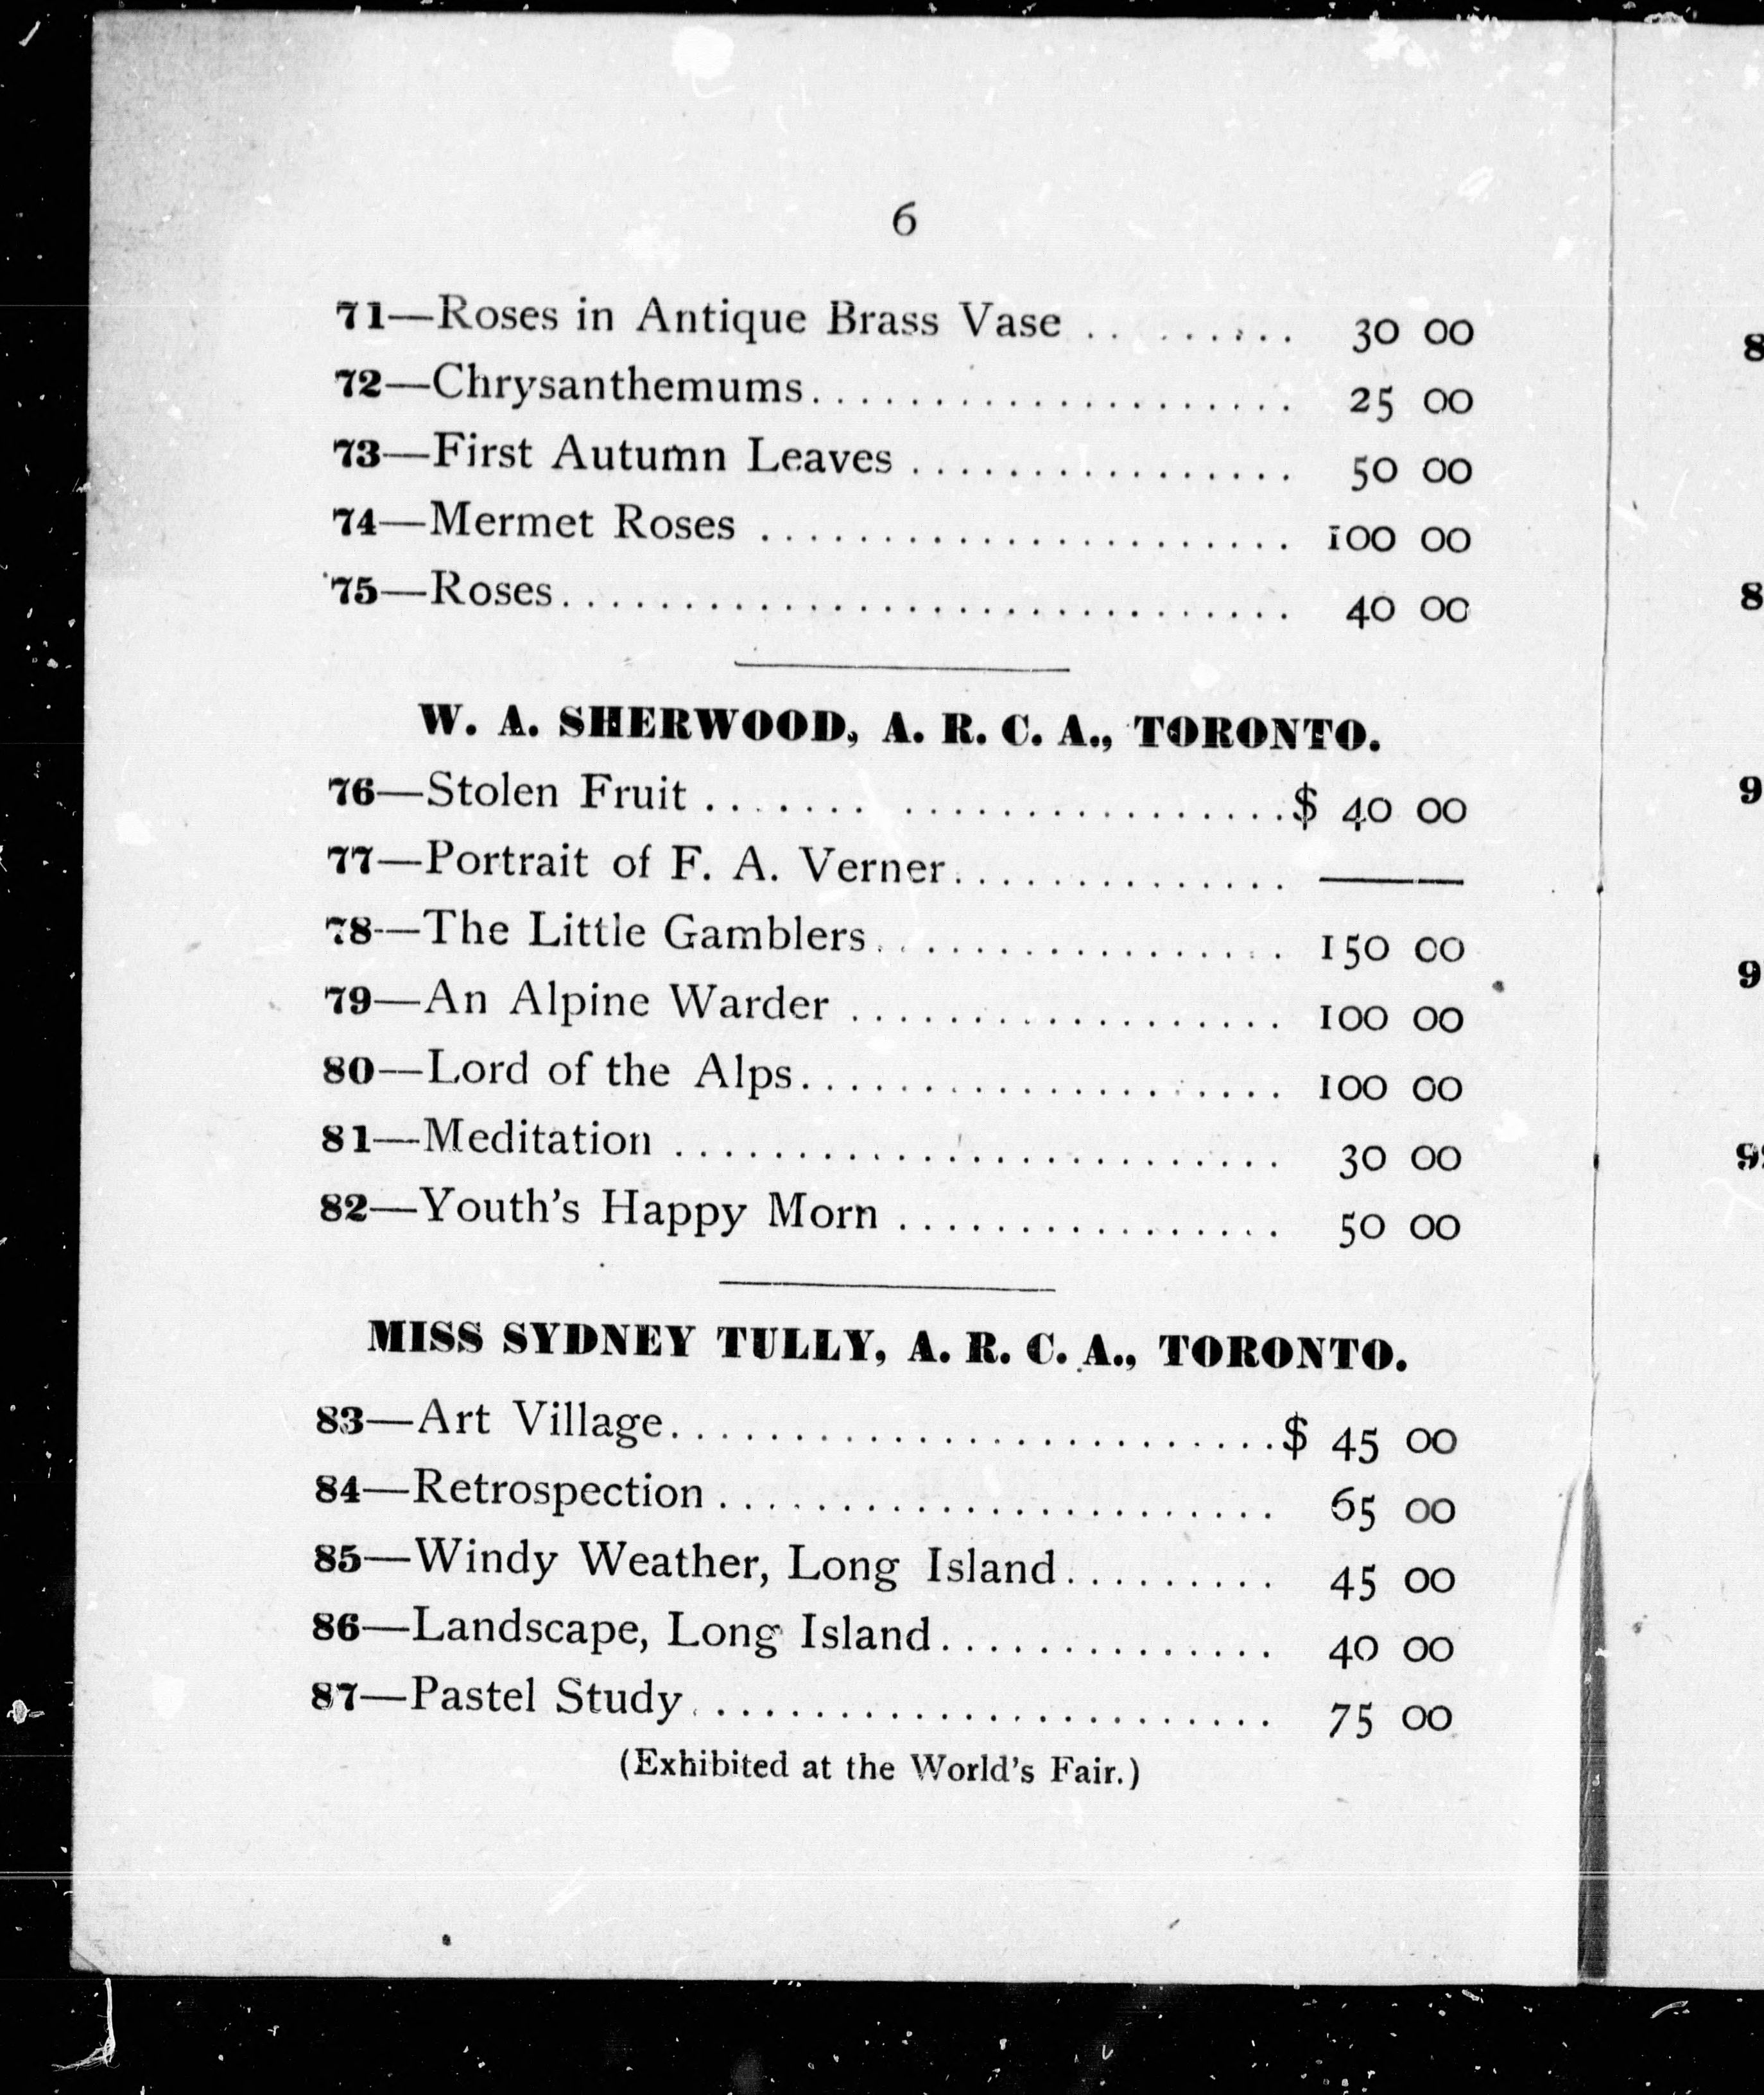 6
71—Roses in Antique Brass Vase ........ 30 00
72—Chrysanthemums.................... 25 00
73—First Autumn Leaves ................ 50 00
74—Mermet Roses ...................... 100 00
75—Roses.............................. 40 00
W. A. SHERWOOD, A. R. C. A., TORONTO.
76—Stolen Fruit .......................$ 40 00
77—Portrait of F. A. Verner.............. ———
78—The Little Gamblers................. 150 00
79—An Alpine Warder .................. 100 00
80—Lord of the Alps.................... 100 00
81—Meditation ......................... 30 00
82—Youth's Happy Morn ................ 50 00
MISS SYDNEY TULLY, A. R. C. A., TORONTO.
83—Art Village.........................$ 45 00
84—Retrospection ....................... 65 00
85—Windy Weather, Long Island......... 45 00
86—Landscape, Long Island.............. 40 00
87—Pastel Study........................ 75 00
(Exhibited at the World's Fair.)